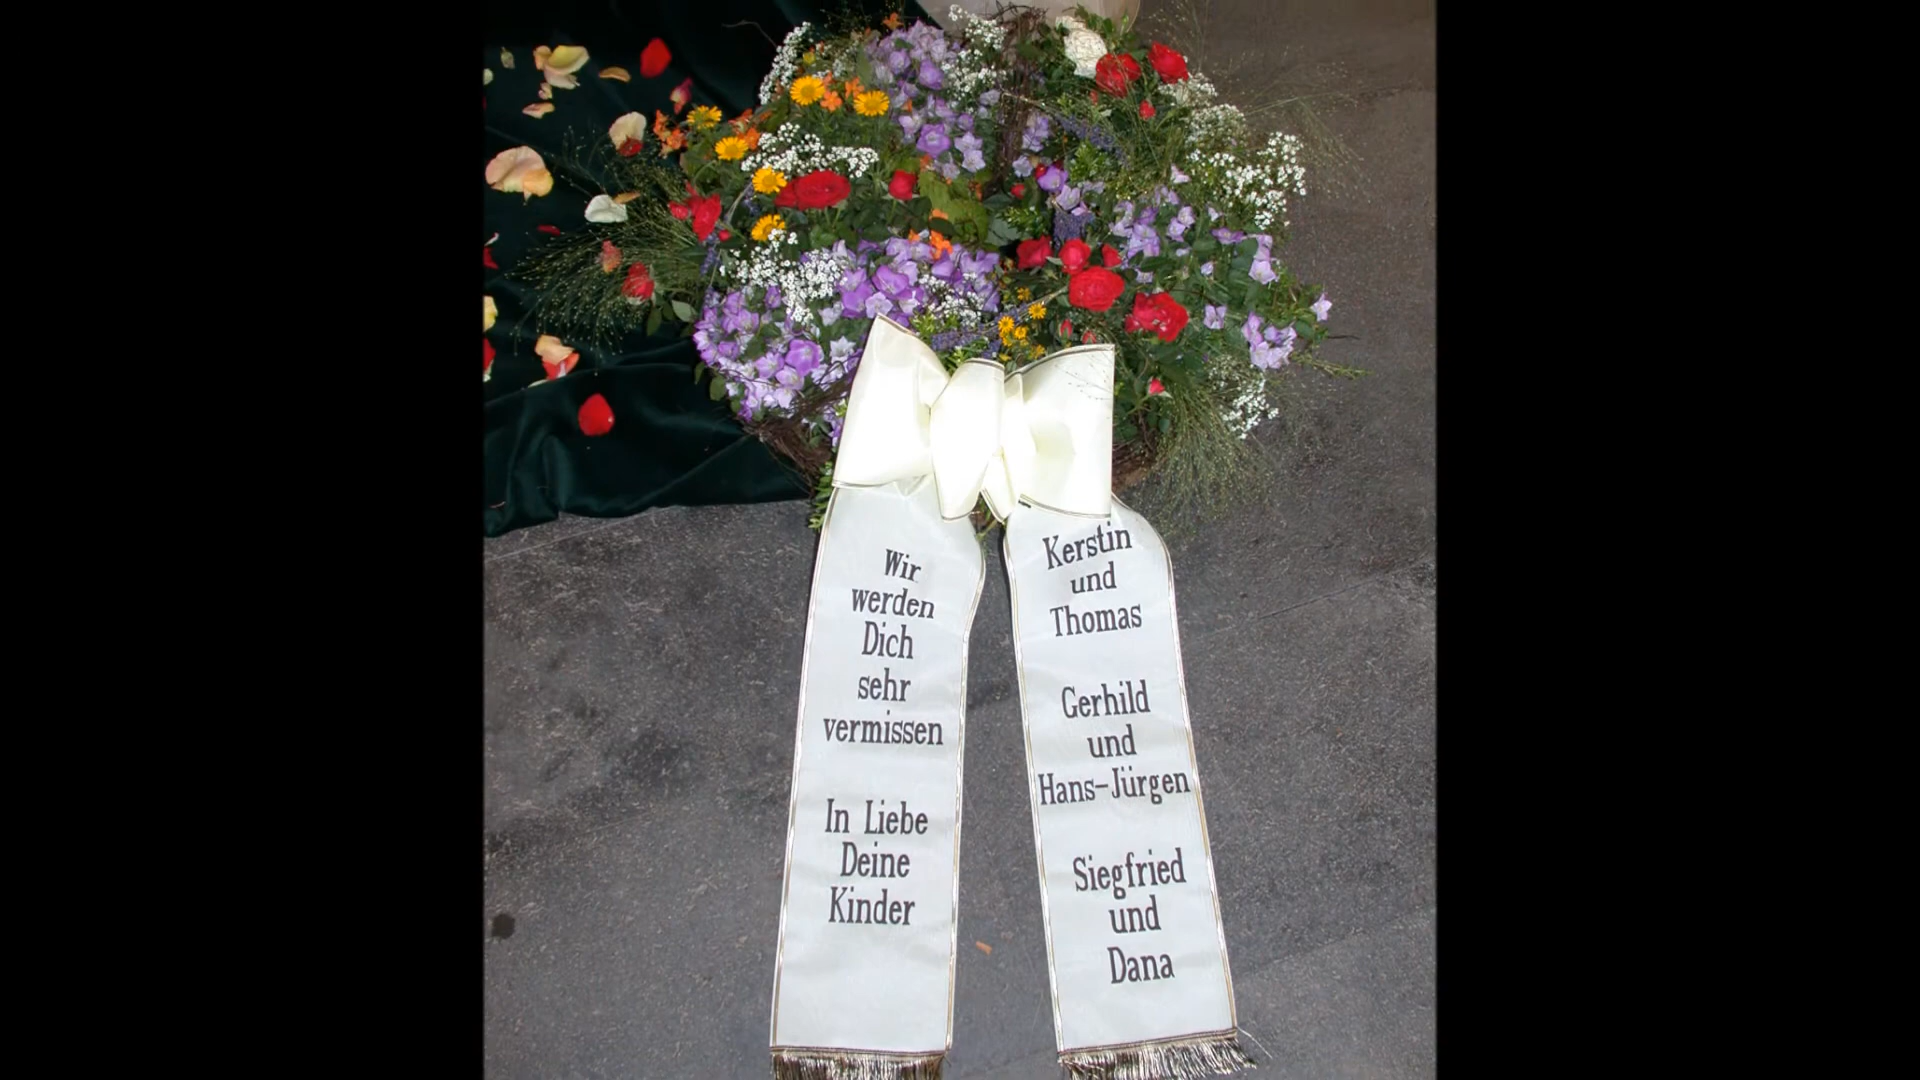 Wir
werden
Dich
sehr
vermissen
In Liebe
Deine
Kinder
Kerstin
und
Thomas
Gerhild
und
Hans-Jürgen
Siegfried
und
Dana